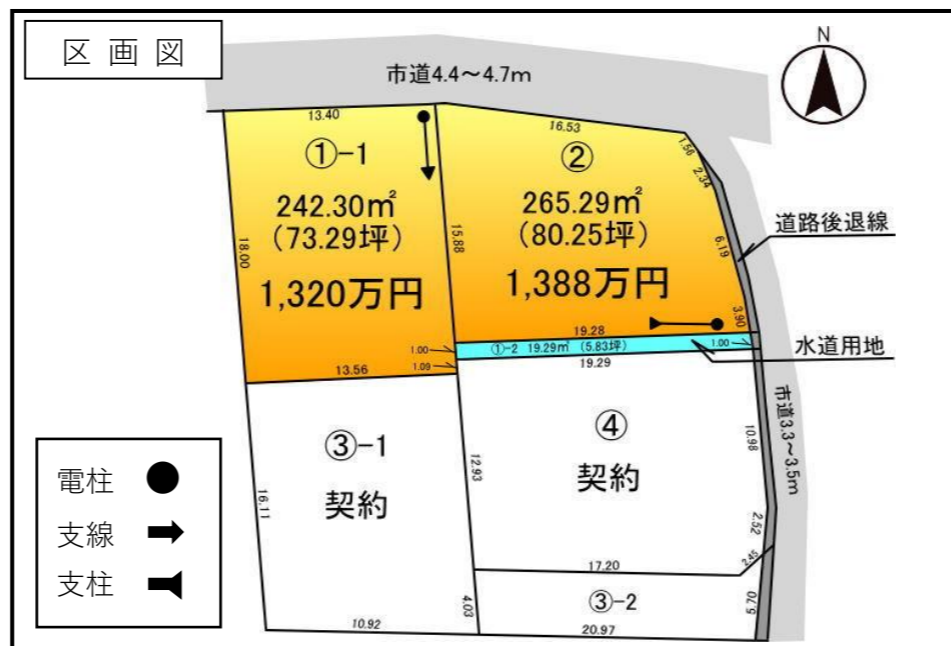 区画図
N
市道4.4～4.7m
13.40
16.53
①-1
242.30㎡
(73.29坪)
1,320万円
②
265.29㎡
(80.25坪)
1,388万円
1.56
2.34
6.19
3.90
道路後退線
18.00
15.88
19.28
①-2 19.29㎡ (5.83坪)
1.00
1.00
水道用地
19.29
1.09
13.56
③-1
契約
④
契約
市道3.3～3.5m
10.98
12.93
16.11
2.52
2.45
17.20
③-2
4.03
5.70
10.92
20.97
電柱
支線
支柱